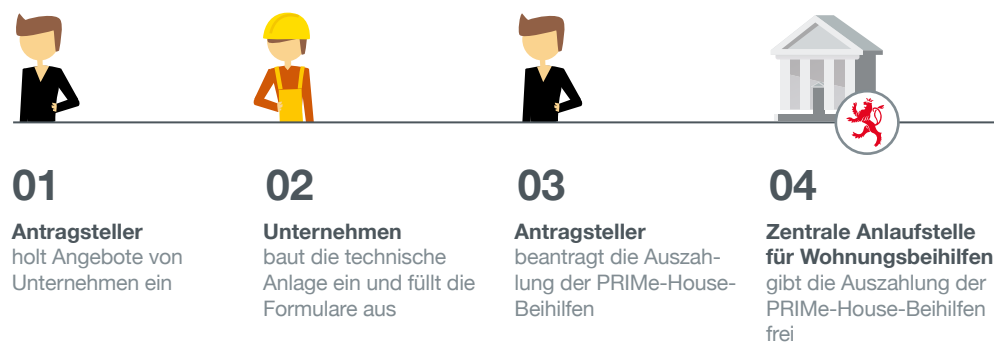 01
Antragsteller
holt Angebote von
Unternehmen ein
02
Unternehmen
baut die technische
Anlage ein und füllt die
Formulare aus
03
Antragsteller
beantragt die Auszah-
lung der PRIMe-House-
Beihilfen
04
Zentrale Anlaufstelle
für Wohnungsbeihilfen
gibt die Auszahlung der
PRIMe-House-Beihilfen
frei